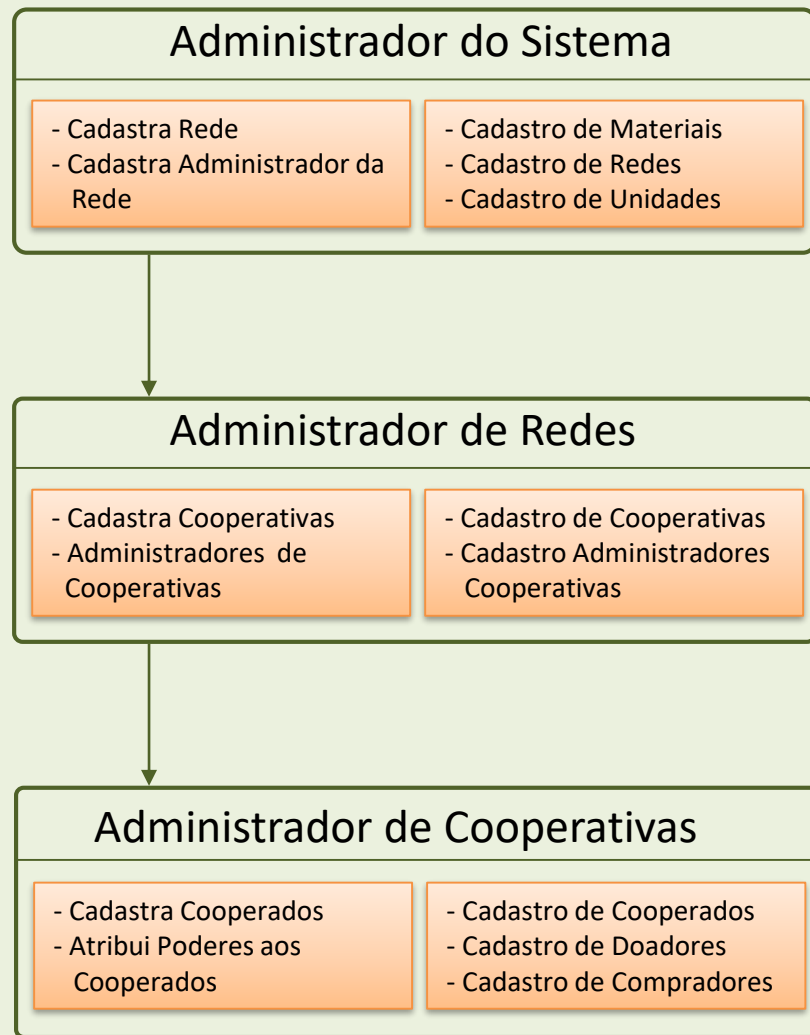 Administrador do Sistema
- Cadastra Rede
- Cadastra Administrador da
Rede
- Cadastro de Materiais
- Cadastro de Redes
- Cadastro de Unidades
Administrador de Redes
- Cadastra Cooperativas
- Administradores de
Cooperativas
- Cadastro de Cooperativas
- Cadastro Administradores
Cooperativas
Administrador de Cooperativas
- Cadastra Cooperados
- Atribui Poderes aos
Cooperados
- Cadastro de Cooperados
- Cadastro de Doadores
- Cadastro de Compradores